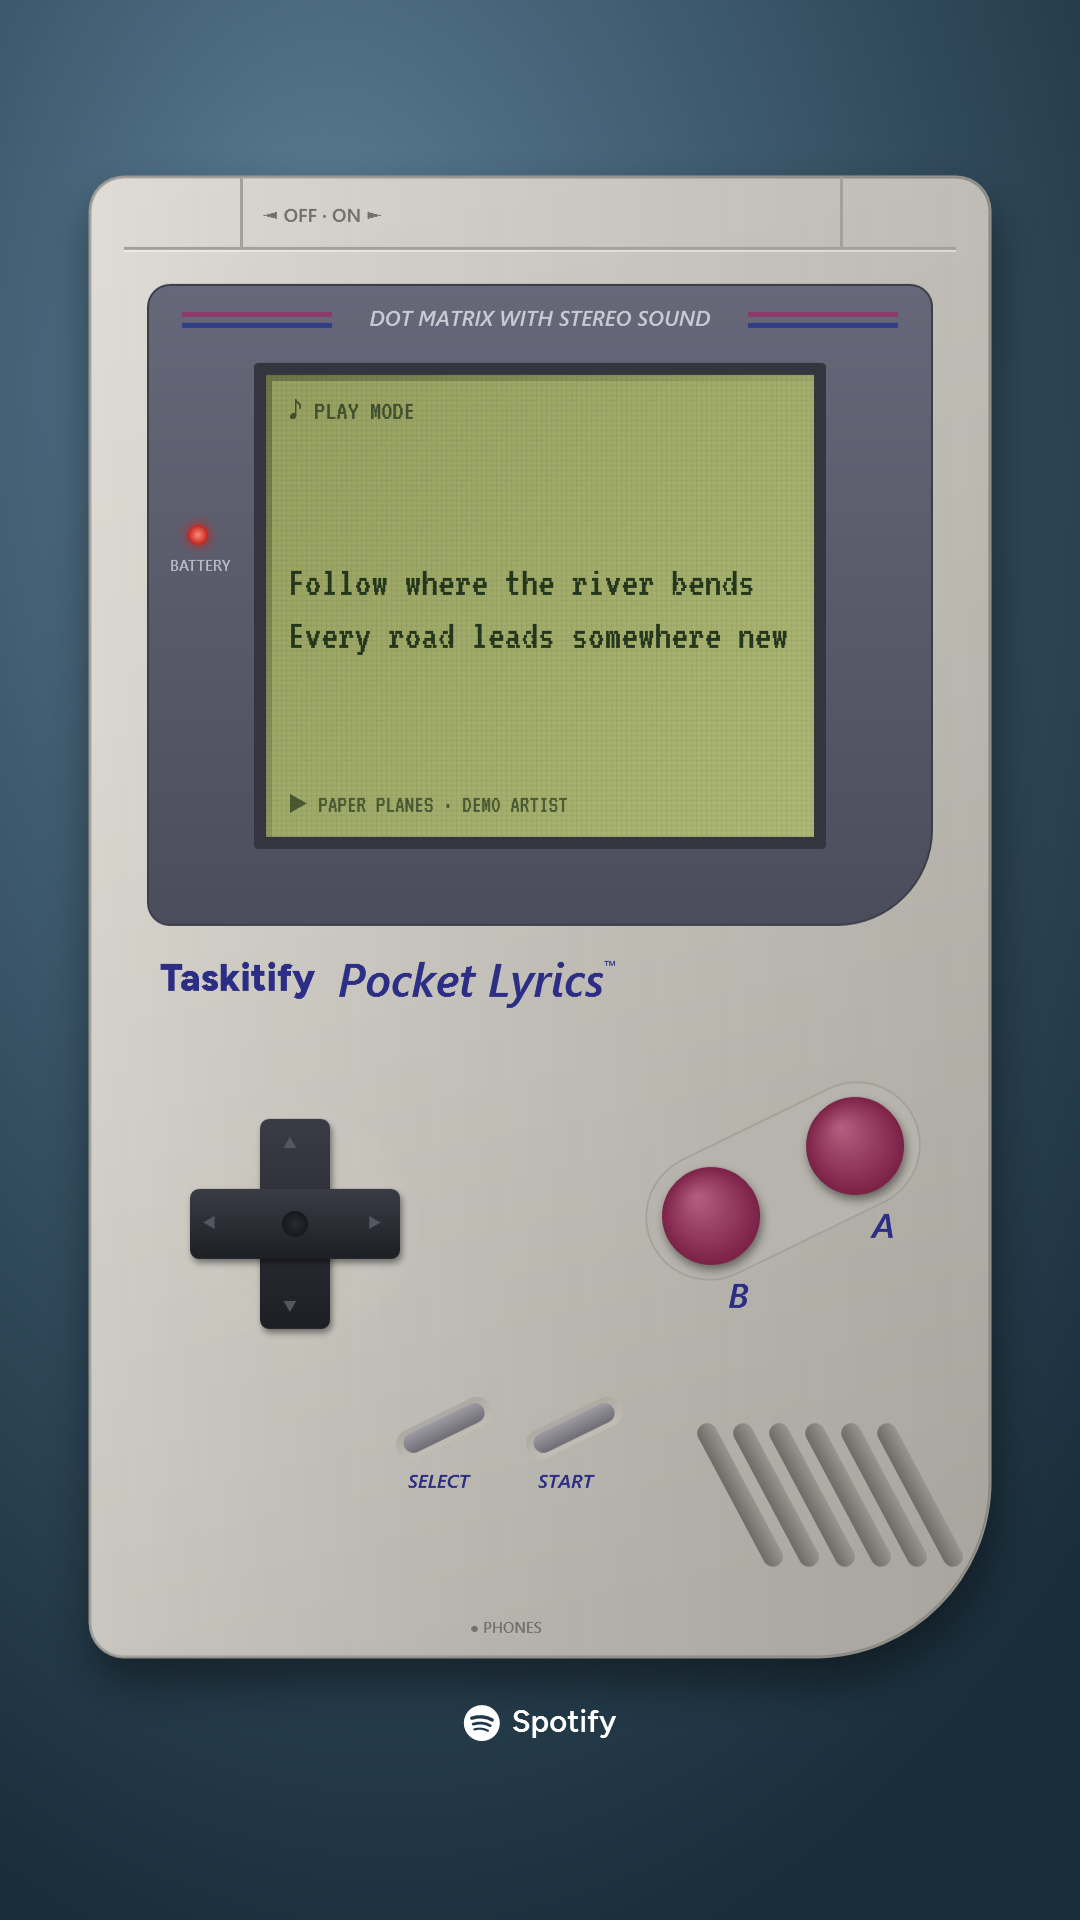 ◄ OFF · ON ►
DOT MATRIX WITH STEREO SOUND
♪ PLAY MODE
BATTERY
Follow where the river bends
Every road leads somewhere new
▶ PAPER PLANES · DEMO ARTIST
Taskitify Pocket Lyrics™
A
B
SELECT START
• PHONES
Spotify